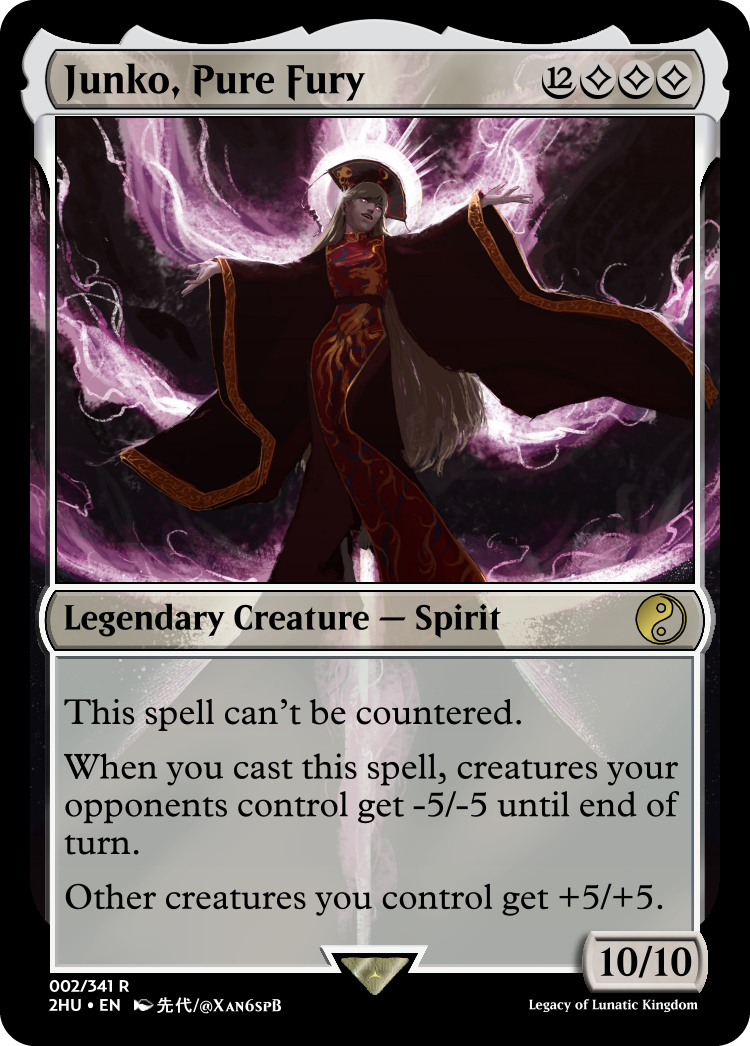 Junko, Pure Fury 12
Legendary Creature — Spirit
This spell can't be countered.
When you cast this spell, creatures your
opponents control get -5/-5 until end of
turn.
Other creatures you control get +5/+5.
10/10
002/341 R
2HU • EN 先代/@Xan6spB
Legacy of Lunatic Kingdom